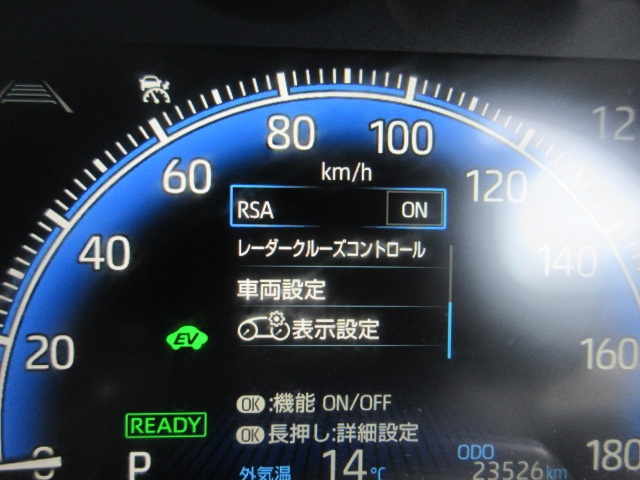 80
100
12
60
km/h
120
RSA ON
40
レーダークルーズコントロール
140
車両設定
EV
表示設定
20
160
OK:機能 ON/OFF
READY
OK長押し:詳細設定
P
外気温 14℃
ODO
23526km
180